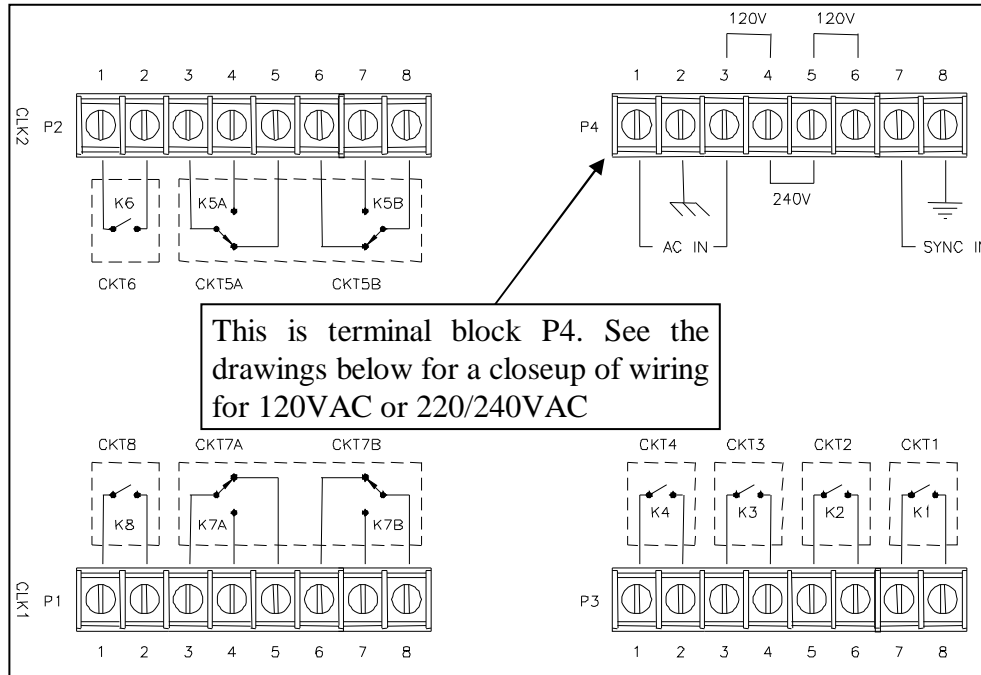 120V 120V
1 2 3 4 5 6 7 8
1 2 3 4 5 6 7 8
CLK2 P2
P4
K6 K5A K5B
240V
AC IN SYNC IN
CKT6 CKT5A CKT5B
This is terminal block P4. See the
drawings below for a closeup of wiring
for 120VAC or 220/240VAC
CKT8 CKT7A CKT7B
CKT4 CKT3 CKT2 CKT1
K8 K7A K7B
K4 K3 K2 K1
CLK1 P1
P3
1 2 3 4 5 6 7 8
1 2 3 4 5 6 7 8